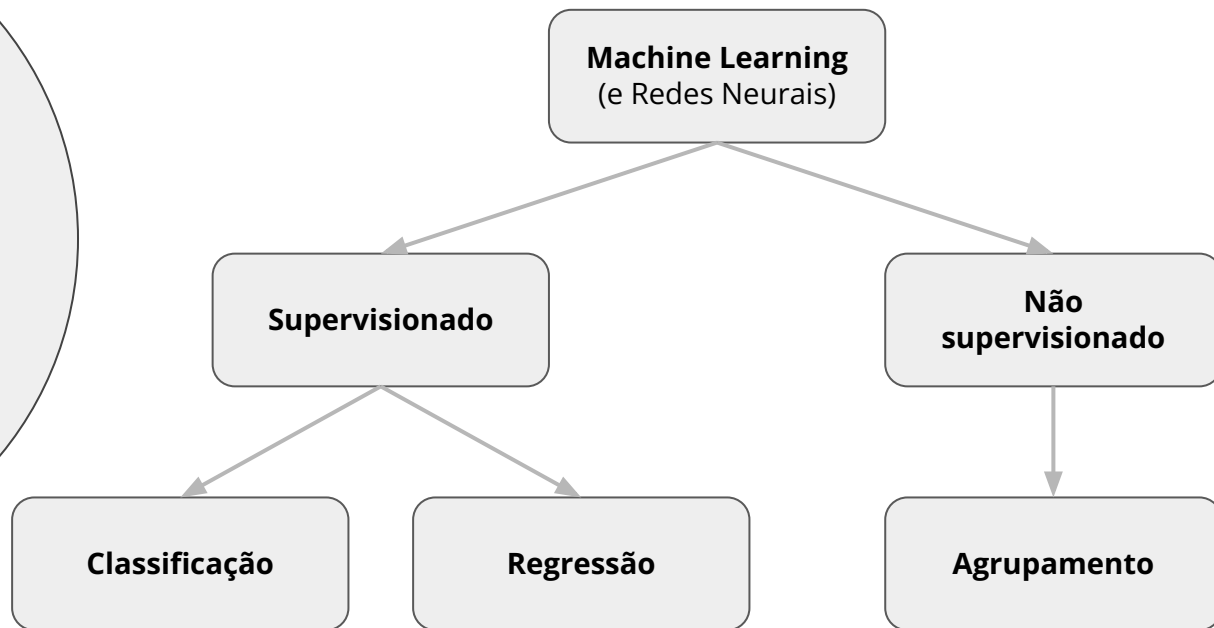 Machine Learning
(e Redes Neurais)
Supervisionado
Não
supervisionado
Classificação
Regressão
Agrupamento